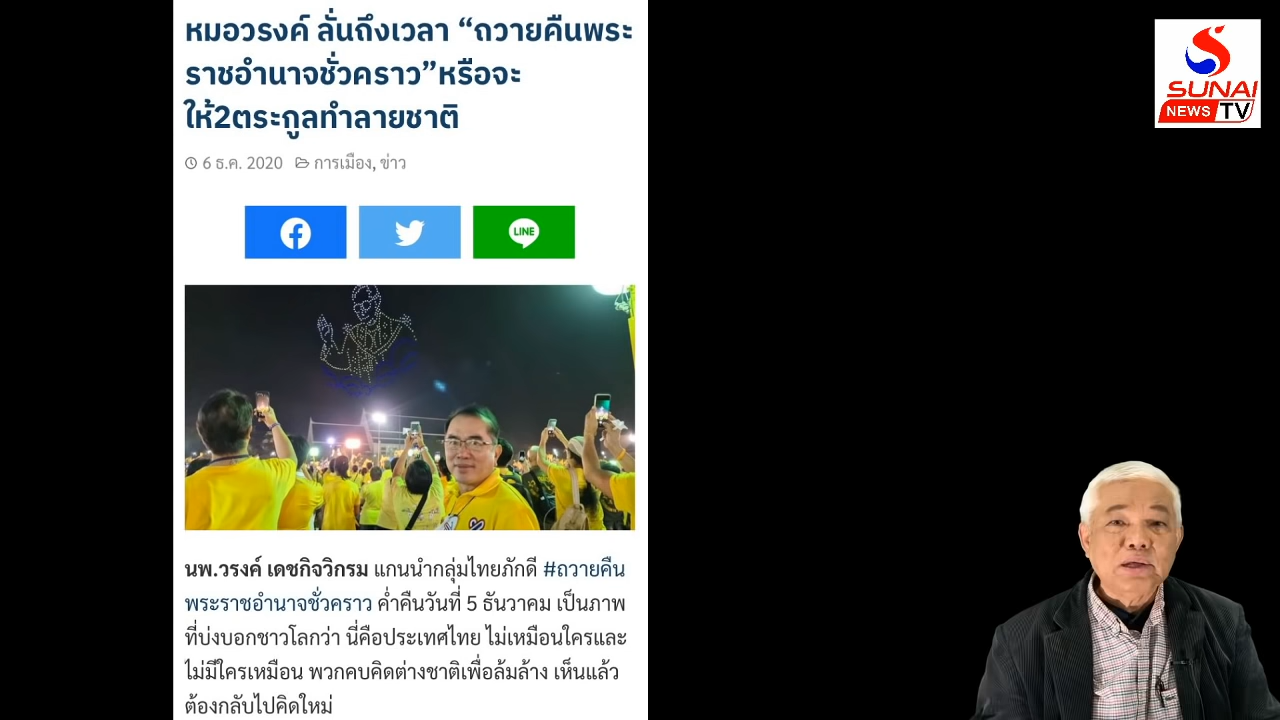 หมอวรงค์ ลั่นถึงเวลา “ถวายคืนพระ
ราชอำนาจชั่วคราว”หรือจะ
ให้2ตระกูลทำลายชาติ
6 ธ.ค. 2020 การเมือง, ข่าว
LINE
นพ.วรงค์ เดชกิจวิกรม แกนนำกลุ่มไทยภักดี #ถวายคืน
พระราชอำนาจชั่วคราว ค่ำคืนวันที่ 5 ธันวาคม เป็นภาพ
ที่บ่งบอกชาวโลกว่า นี่คือประเทศไทย ไม่เหมือนใครและ
ไม่มีใครเหมือน พวกคบคิดต่างชาติเพื่อล้มล้าง เห็นแล้ว
ต้องกลับไปคิดใหม่
SUNAI
NEWS TV